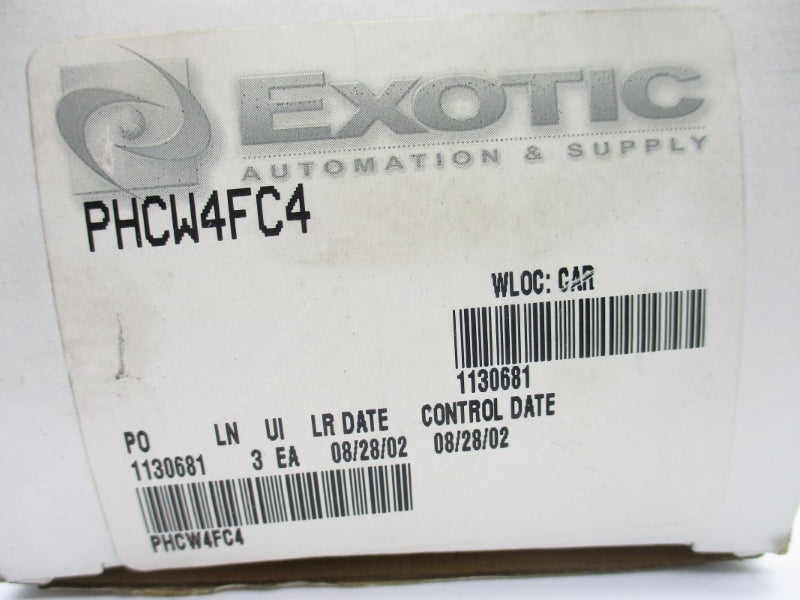 EXOTIC
AUTOMATION & SUPPLY
PHCW4FC4
WLOC: CAR
1130681
PO LN UI LR DATE CONTROL DATE
1130681 3 EA 08/28/02 08/28/02
PHCW4FC4